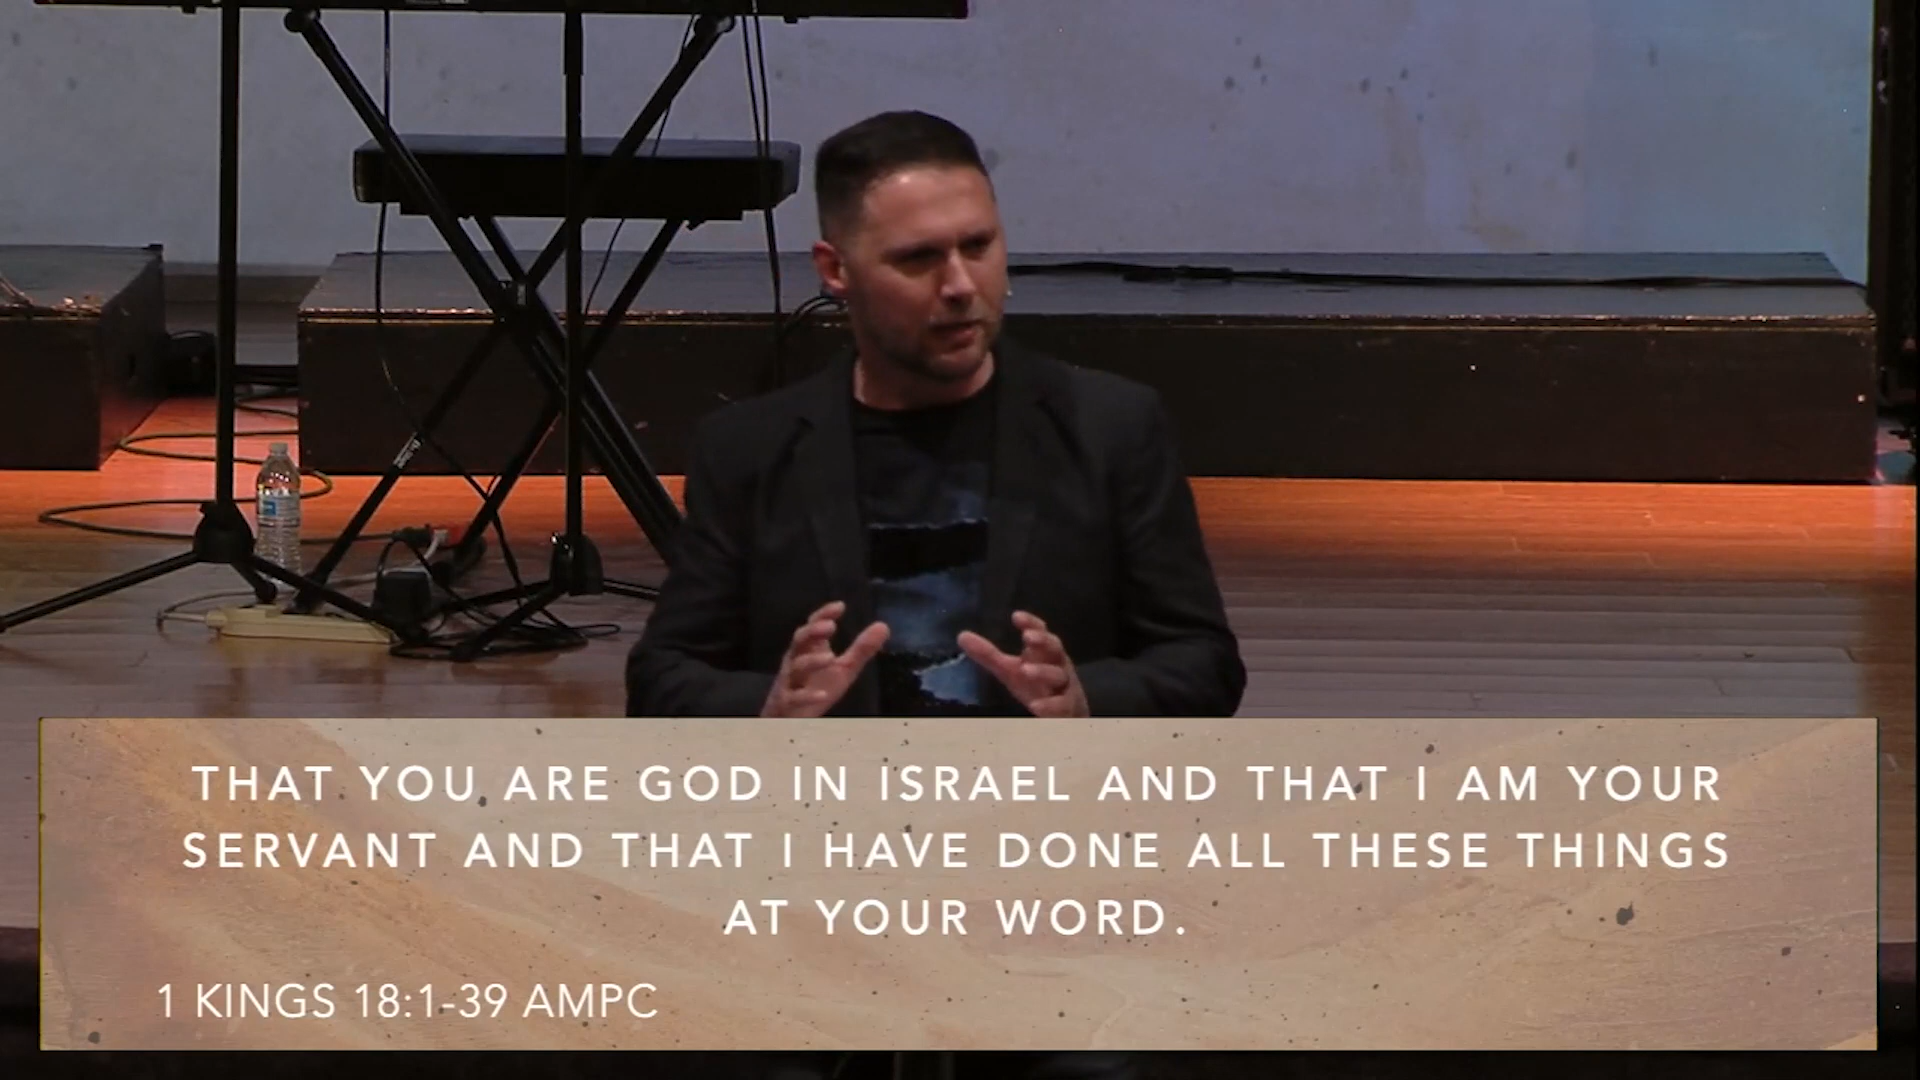 THAT YOU ARE GOD IN ISRAEL AND THAT I AM YOUR
SERVANT AND THAT I HAVE DONE ALL THESE THINGS
AT YOUR WORD.
1 KINGS 18:1-39 AMPC